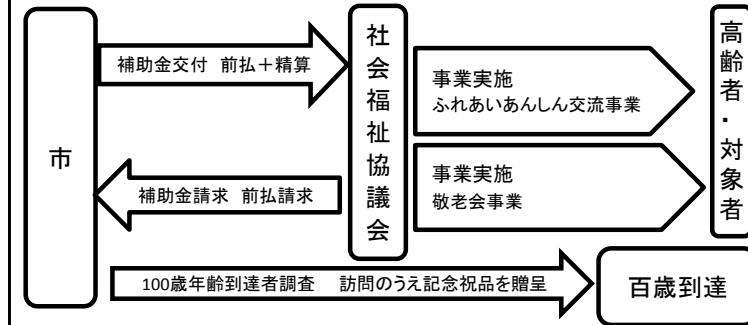 市
補助金交付 前払＋精算
補助金請求 前払請求
社会福祉協議会
事業実施
ふれあいあんしん交流事業
事業実施
敬老会事業
高齢者・対象者
100歳年齢到達者調査 訪問のうえ記念祝品を贈呈
百歳到達